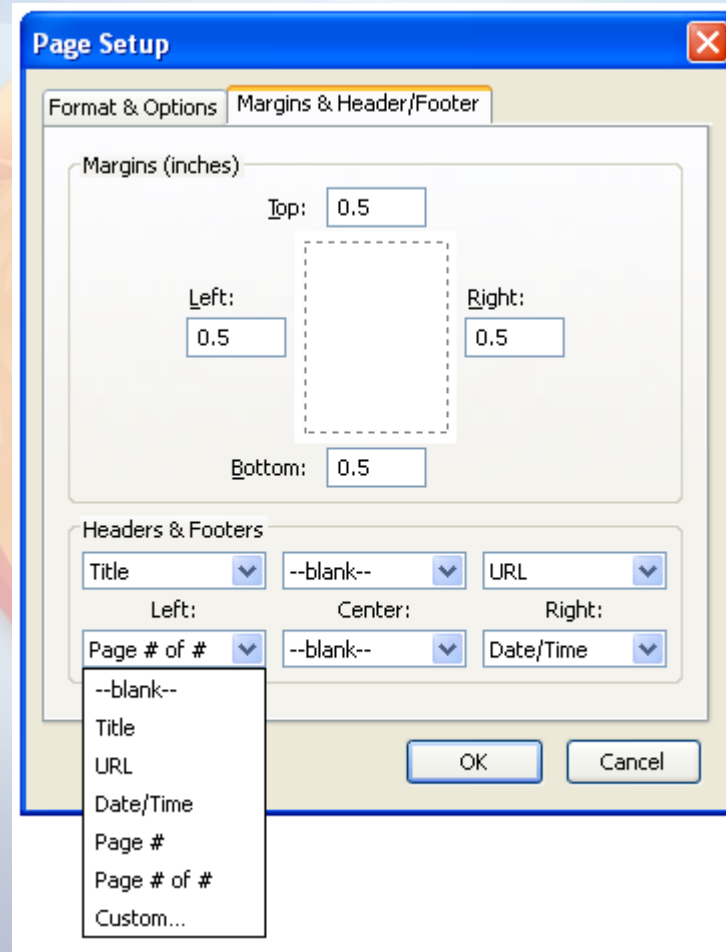 Page Setup
Format & Options Margins & Header/Footer
Margins (inches)
Top: 0.5
Left: Right:
0.5 0.5
Bottom: 0.5
Headers & Footers
Title --blank-- URL
Left: Center: Right:
Page # of # --blank-- Date/Time
--blank--
Title
URL
OK Cancel
Date/Time
Page #
Page # of #
Custom...